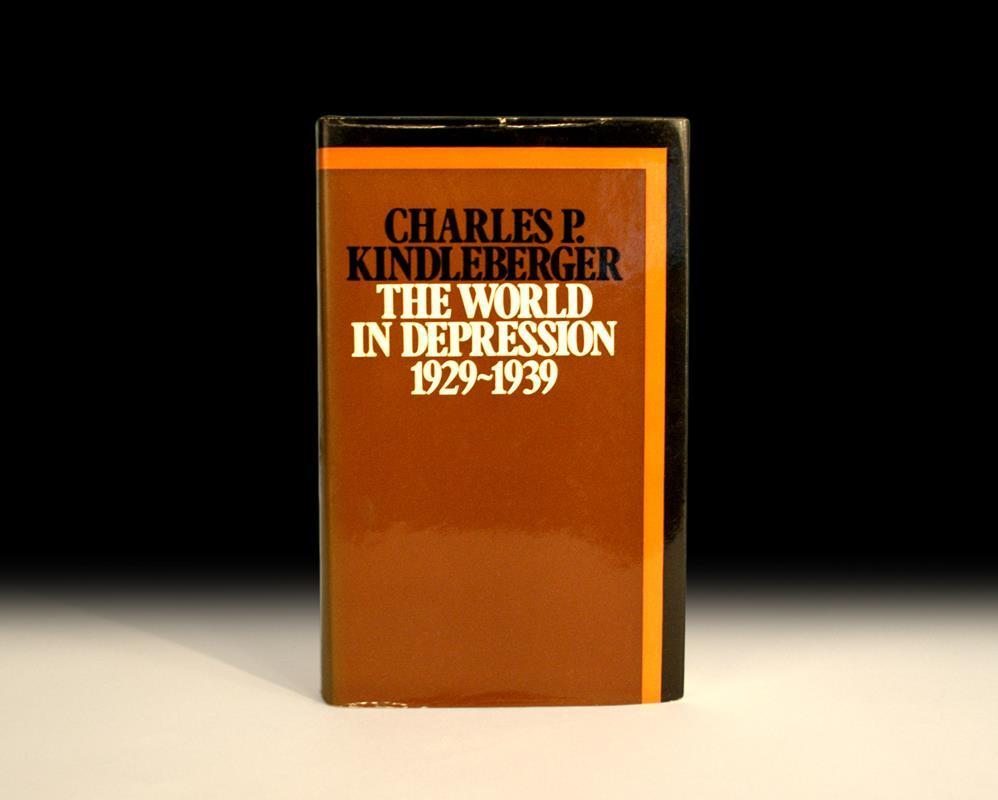 CHARLES P.
KINDLEBERGER
THE WORLD
IN DEPRESSION
1929~1939